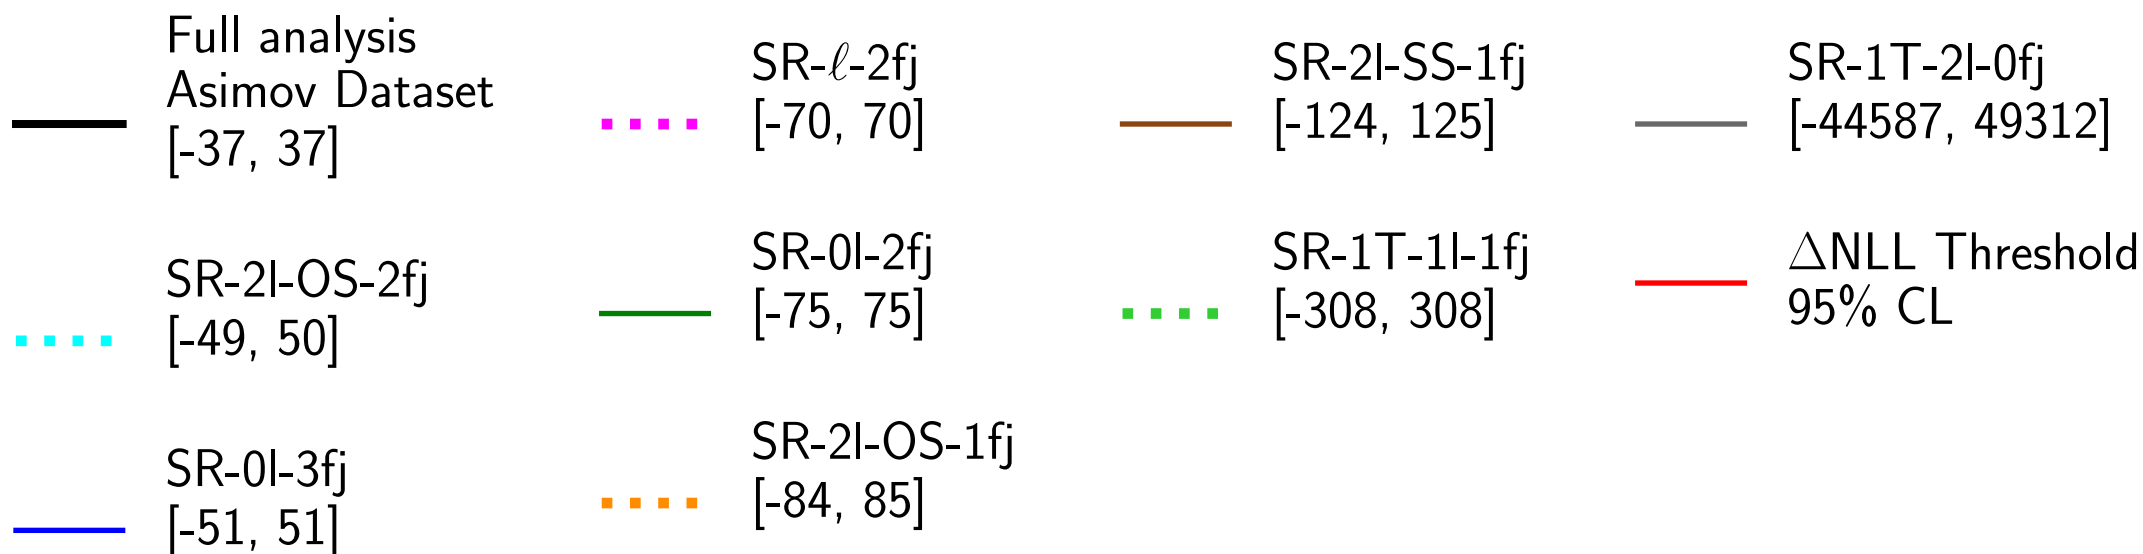 Full analysis
Asimov Dataset
[-37, 37]
SR-2l-OS-2fj
[-49, 50]
SR-0l-3fj
[-51, 51]
SR-ℓ-2fj
[-70, 70]
SR-0l-2fj
[-75, 75]
SR-2l-OS-1fj
[-84, 85]
SR-2l-SS-1fj
[-124, 125]
SR-1T-1l-1fj
[-308, 308]
SR-1T-2l-0fj
[-44587, 49312]
△NLL Threshold
95% CL